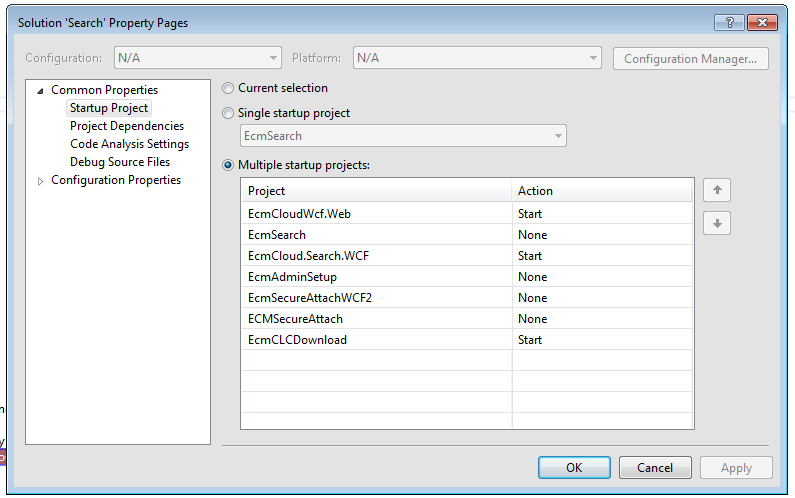 Solution 'Search' Property Pages
?
Configuration: N/A Platform: N/A Configuration Manager...
Common Properties
Startup Project
Project Dependencies
Code Analysis Settings
Debug Source Files
Configuration Properties
Current selection
Single startup project
EcmSearch
Multiple startup projects:
Project Action
EcmCloudWcf.Web Start
EcmSearch None
EcmCloud.Search.WCF Start
EcmAdminSetup None
EcmSecureAttachWCF2 None
ECMSecureAttach None
EcmCLCDownload Start
OK Cancel Apply